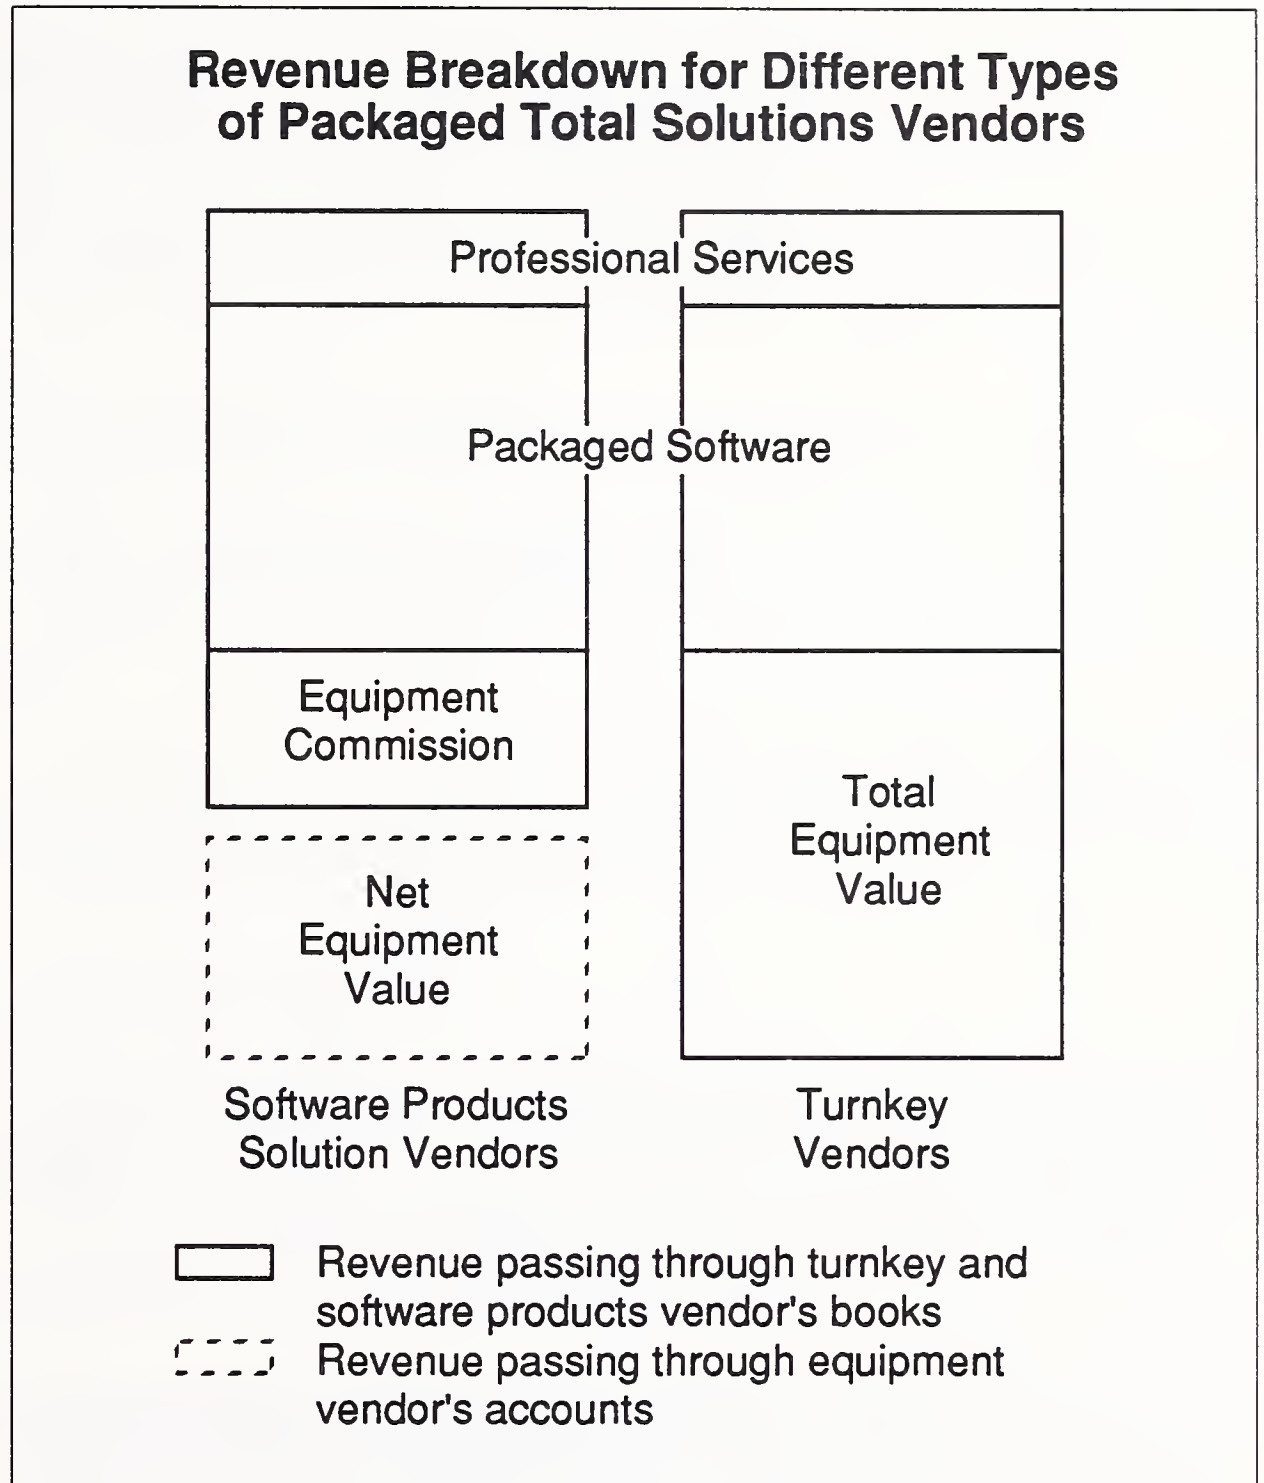 Revenue Breakdown for Different Types
of Packaged Total Solutions Vendors
Professional Services
Packaged Software
Equipment
Commission
Net
Equipment
Value
Total
Equipment
Value
Software Products
Solution Vendors
Turnkey
Vendors
Revenue passing through turnkey and
software products vendor's books
Revenue passing through equipment
vendor's accounts